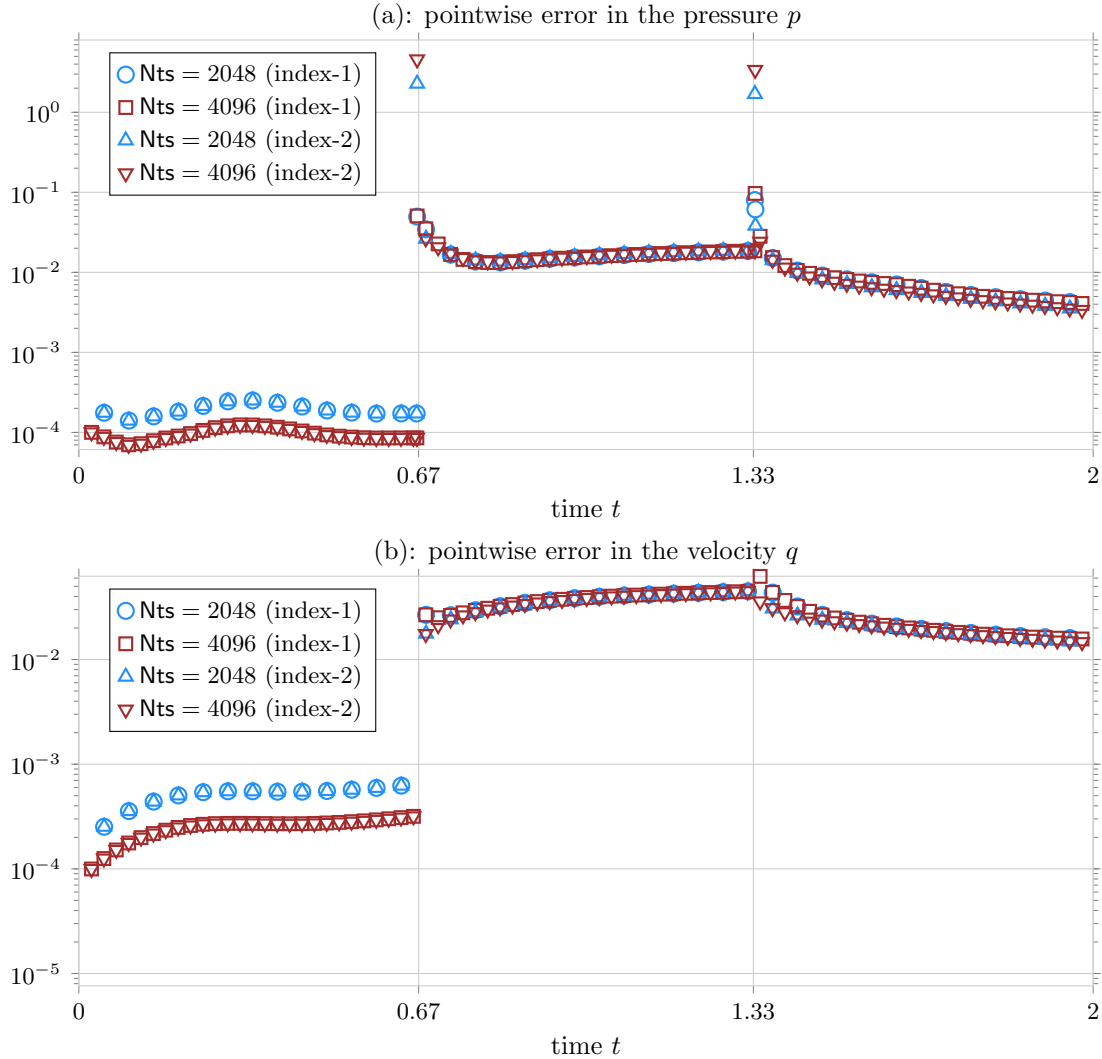 (a): pointwise error in the pressure p
Nts = 2048 (index-1)
Nts = 4096 (index-1)
Nts = 2048 (index-2)
Nts = 4096 (index-2)
10^0
10^−1
10^−2
10^−3
10^−4
0 0.67 1.33 2
time t
(b): pointwise error in the velocity q
Nts = 2048 (index-1)
Nts = 4096 (index-1)
Nts = 2048 (index-2)
Nts = 4096 (index-2)
10^−2
10^−3
10^−4
10^−5
0 0.67 1.33 2
time t